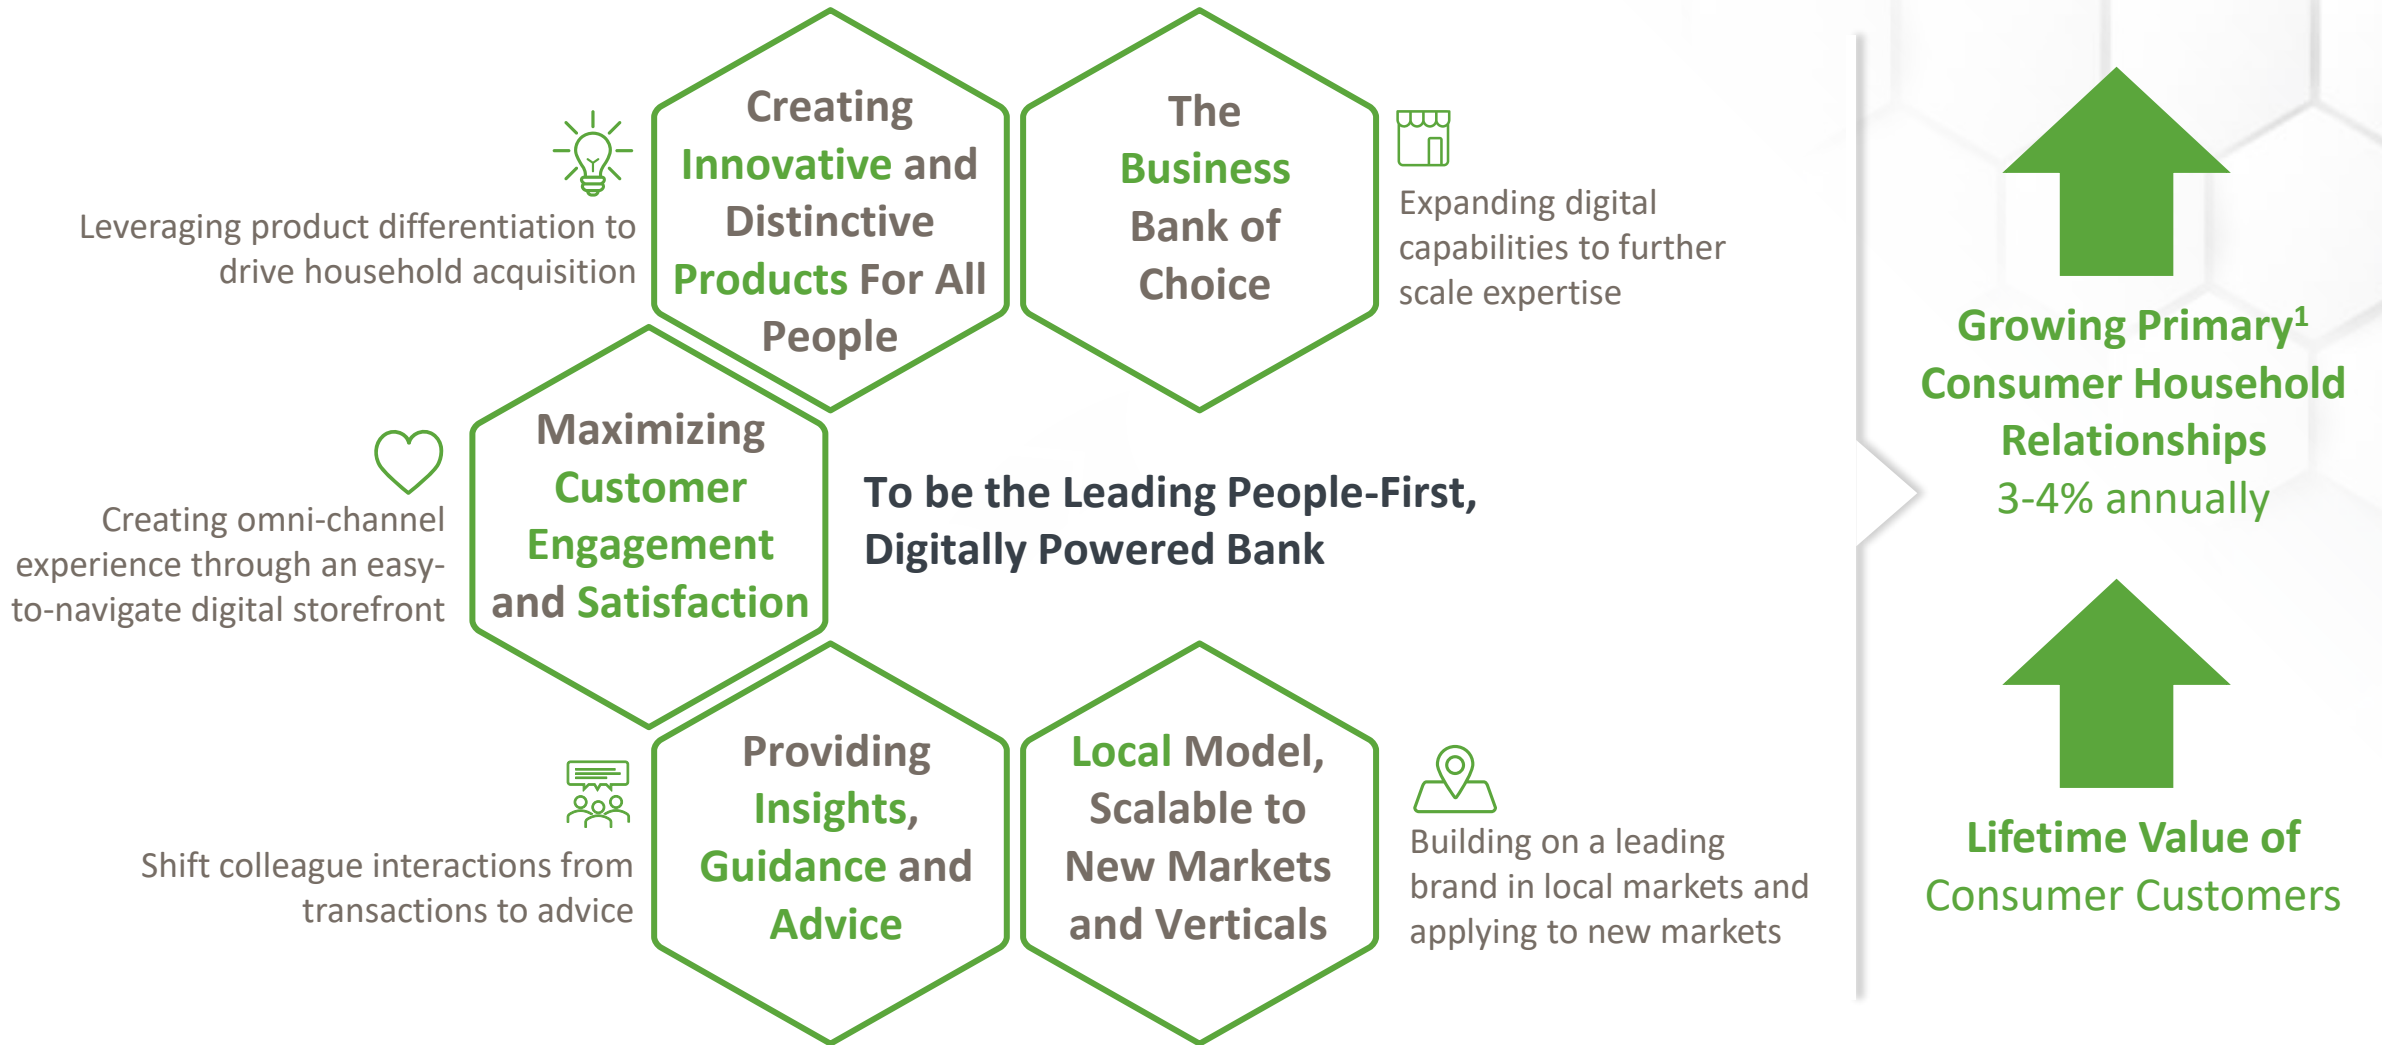 Creating
Innovative and
Distinctive
Products For All
People
Leveraging product differentiation to
drive household acquisition
The
Business
Bank of
Choice
Expanding digital
capabilities to further
scale expertise
Maximizing
Customer
Engagement
and Satisfaction
Creating omni-channel
experience through an easy-
to-navigate digital storefront
To be the Leading People-First,
Digitally Powered Bank
Providing
Insights,
Guidance and
Advice
Shift colleague interactions from
transactions to advice
Local Model,
Scalable to
New Markets
and Verticals
Building on a leading
brand in local markets and
applying to new markets
Growing Primary¹
Consumer Household
Relationships
3-4% annually
Lifetime Value of
Consumer Customers